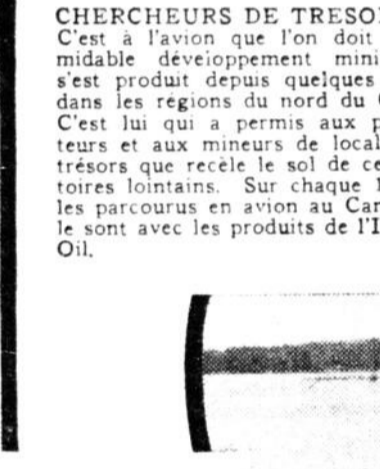 CHERCHEURS DE TRESO
C'est à l'avion que l'on doit
midable développement mini
s'est produit depuis quelques
dans les régions du nord du
C'est lui qui a permis aux p
teurs et aux mineurs de local
trésors que recèle le sol de ce
toires lointains. Sur chaque
les parcourus en avion au Can
le sont avec les produits de l'I
Oil.